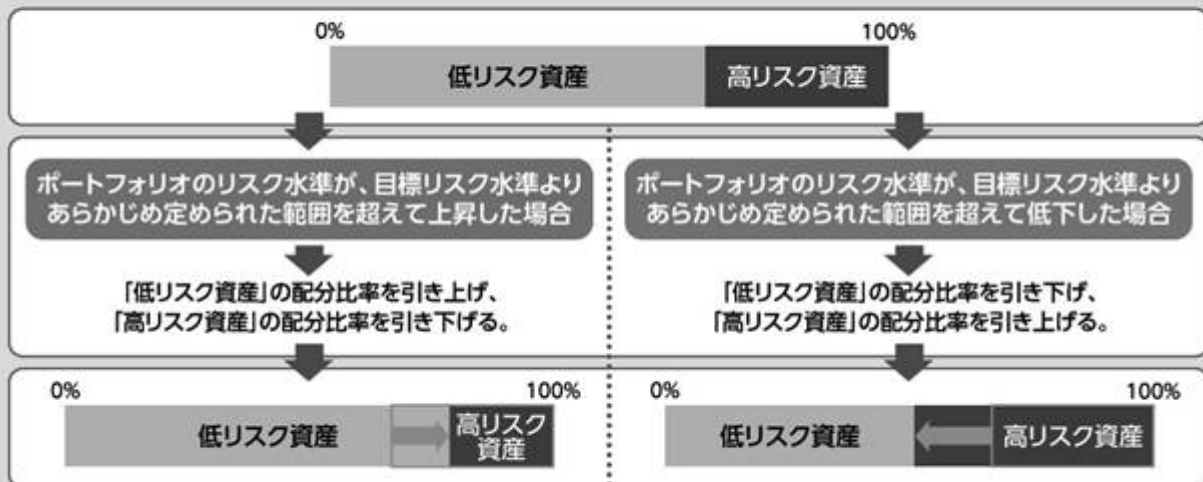 0%
100%
低リスク資産
高リスク資産
ポートフォリオのリスク水準が、目標リスク水準より
あらかじめ定められた範囲を超えて上昇した場合
「低リスク資産」の配分比率を引き上げ、
「高リスク資産」の配分比率を引き下げる。
0%
100%
低リスク資産
高リスク
資産
ポートフォリオのリスク水準が、目標リスク水準より
あらかじめ定められた範囲を超えて低下した場合
「低リスク資産」の配分比率を引き下げ、
「高リスク資産」の配分比率を引き上げる。
0%
100%
低リスク資産
高リスク資産